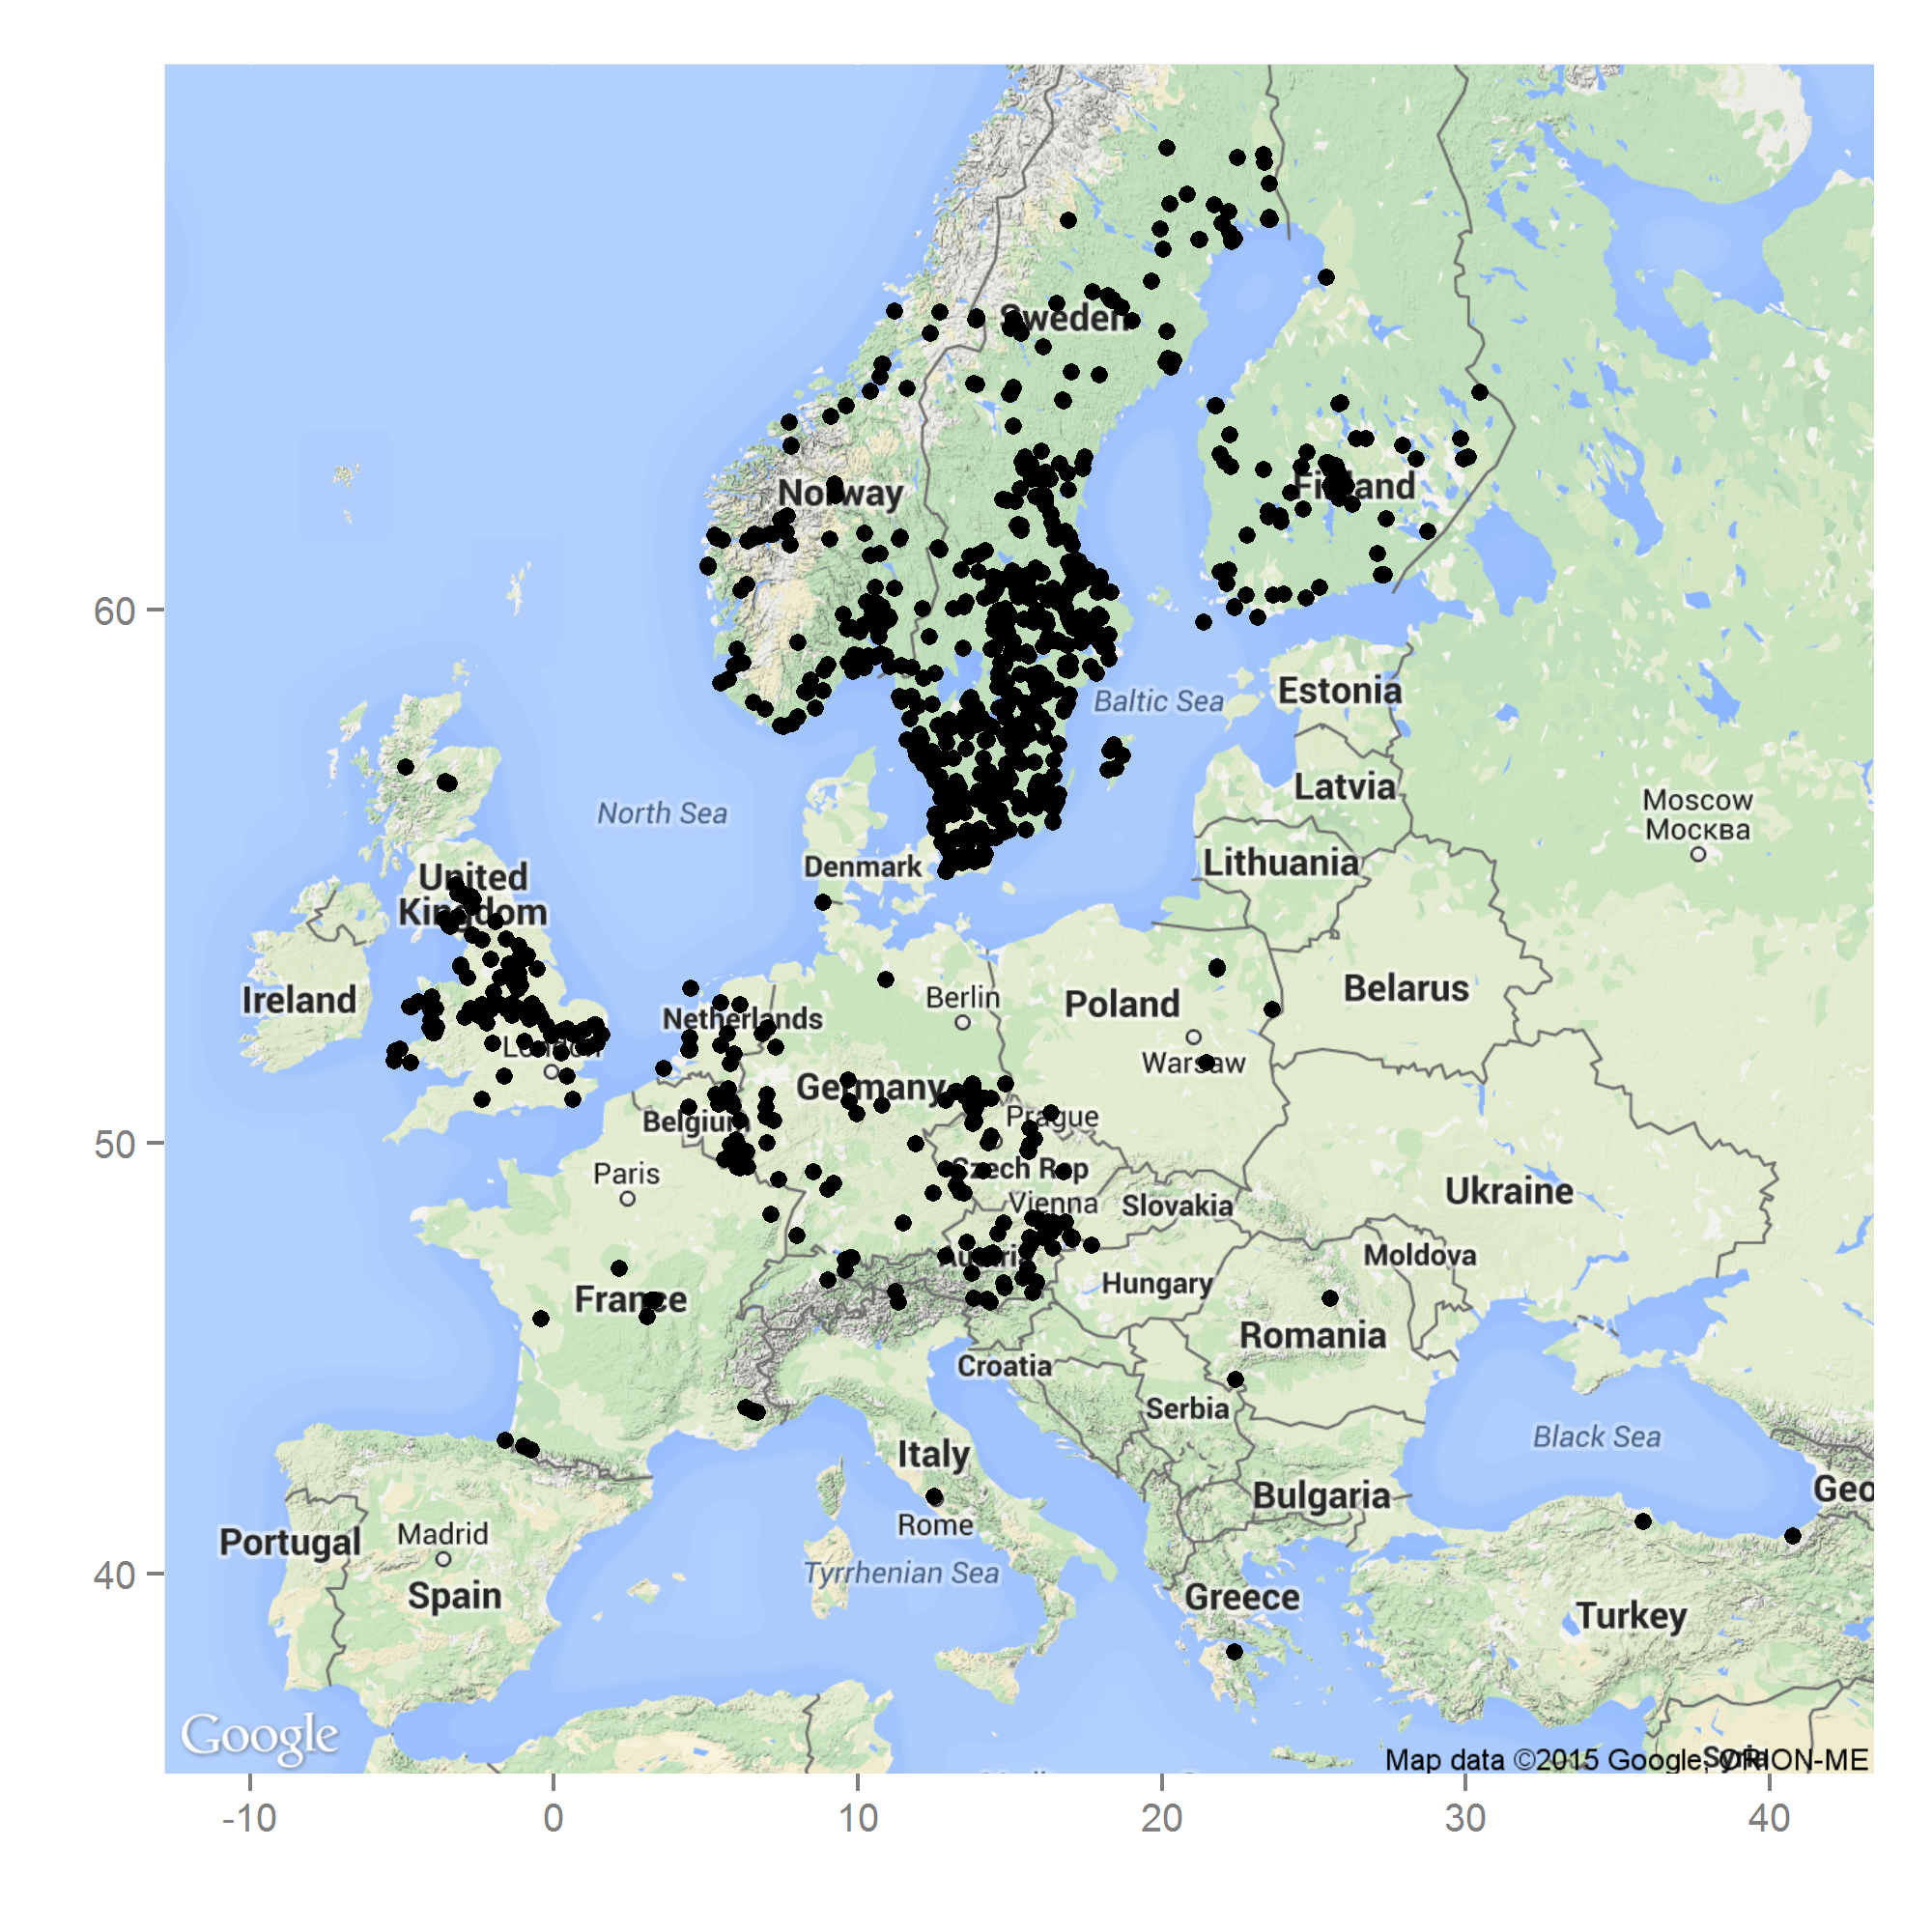 Sweden
Norway
Finland
60
Estonia
Baltic Sea
Latvia
North Sea
Moscow
Москва
Denmark
Lithuania
United
Kingdom
Ireland
Belarus
Berlin
Poland
Netherlands
London
Warsaw
Germany
50
Belgium
Prague
Paris
Czech Rep
Ukraine
Vienna
Slovakia
Austria
Moldova
Hungary
France
Romania
Croatia
Serbia
Black Sea
Italy
Bulgaria
Geo
Rome
Portugal
Madrid
40
Tyrrhenian Sea
Spain
Greece
Turkey
Google
Syria
Map data ©2015 Google, ORION-ME
-10 0 10 20 30 40